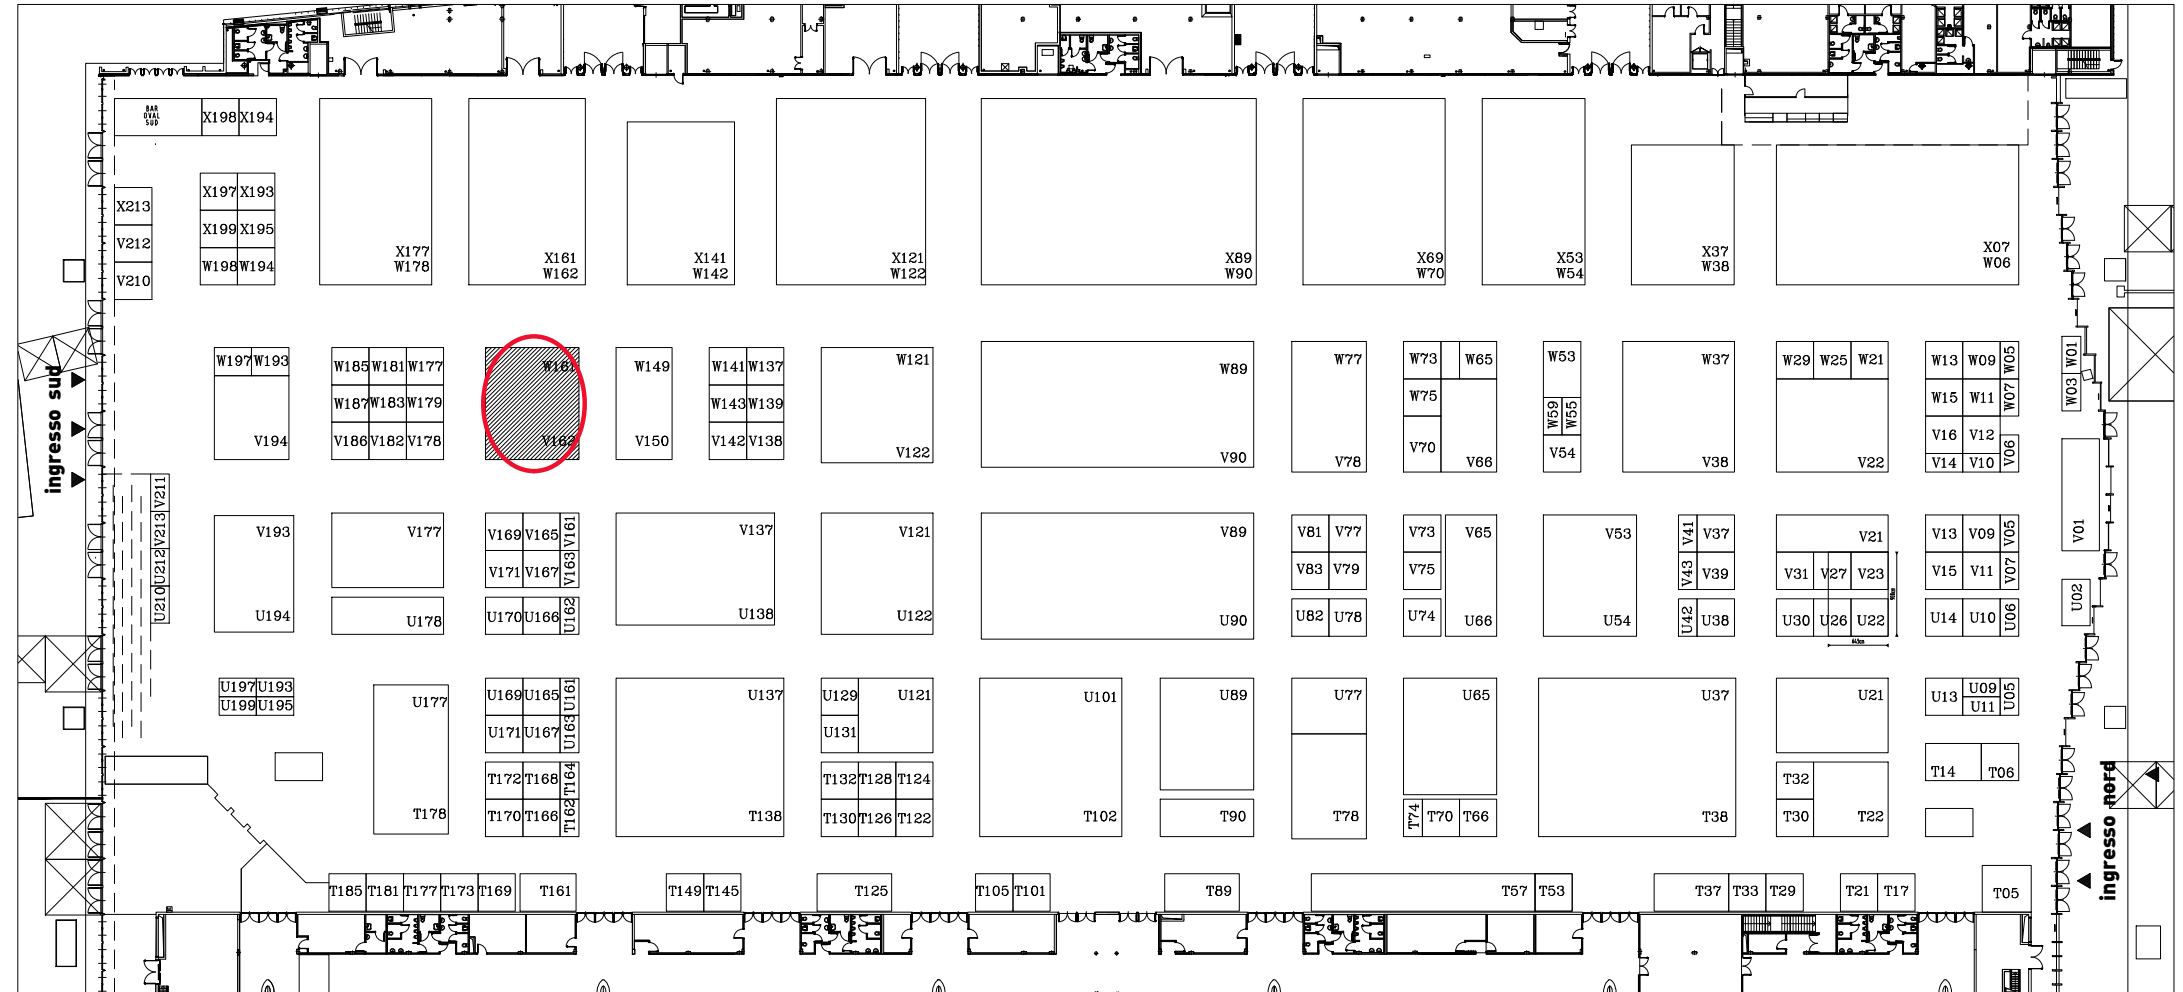 BAR
OVAL
SUD
X198 X194
X197 X193
X213
X199 X195
V212
W198 W194
V210
X177
W178
X161
W162
X141
W142
X121
W122
X89
W90
X69
W70
X53
W54
X37
W38
X07
W06
ingresso sud
W197 W193
V194
W185 W181 W177
W187 W183 W179
V186 V182 V178
W161
V162
W149
V150
W141 W137
W143 W139
V142 V138
W121
V122
W89
V90
W77
V78
W73 W65
W75
V70 V66
W53
W59 W55
V54
W37
V38
W29 W25 W21
V22
W13 W09 W05
W15 W11 W07
V16 V12
V14 V10 V06
W01
W03
V211
V213
U212
U210
V193
U194
V177
U178
V169 V165 V161
V171 V167 V163
U170 U166 U162
V137
U138
V121
U122
V89
U90
V81 V77
V83 V79
U82 U78
V73
V75
U74
V65
U66
V53
U54
V41 V37
V43 V39
U42 U38
V21
V31 V27 V23
U30 U26 U22
V13 V09 V05
V15 V11 V07
U14 U10 U06
V01
U02
U197 U193
U199 U195
U177
T178
U169 U165 U161
U171 U167 U163
T172 T168 T164
T170 T166 T162
U137
T138
U129 U121
U131
T132 T128 T124
T130 T126 T122
U101
T102
U89
T90
U77
T78
U65
T74 T70 T66
U37
T38
U21
T32
T30 T22
U13 U09 U05
U11
T14 T06
ingresso nord
T185 T181 T177 T173 T169 T161
T149 T145
T125
T105 T101
T89
T57 T53
T37 T33 T29
T21 T17
T05